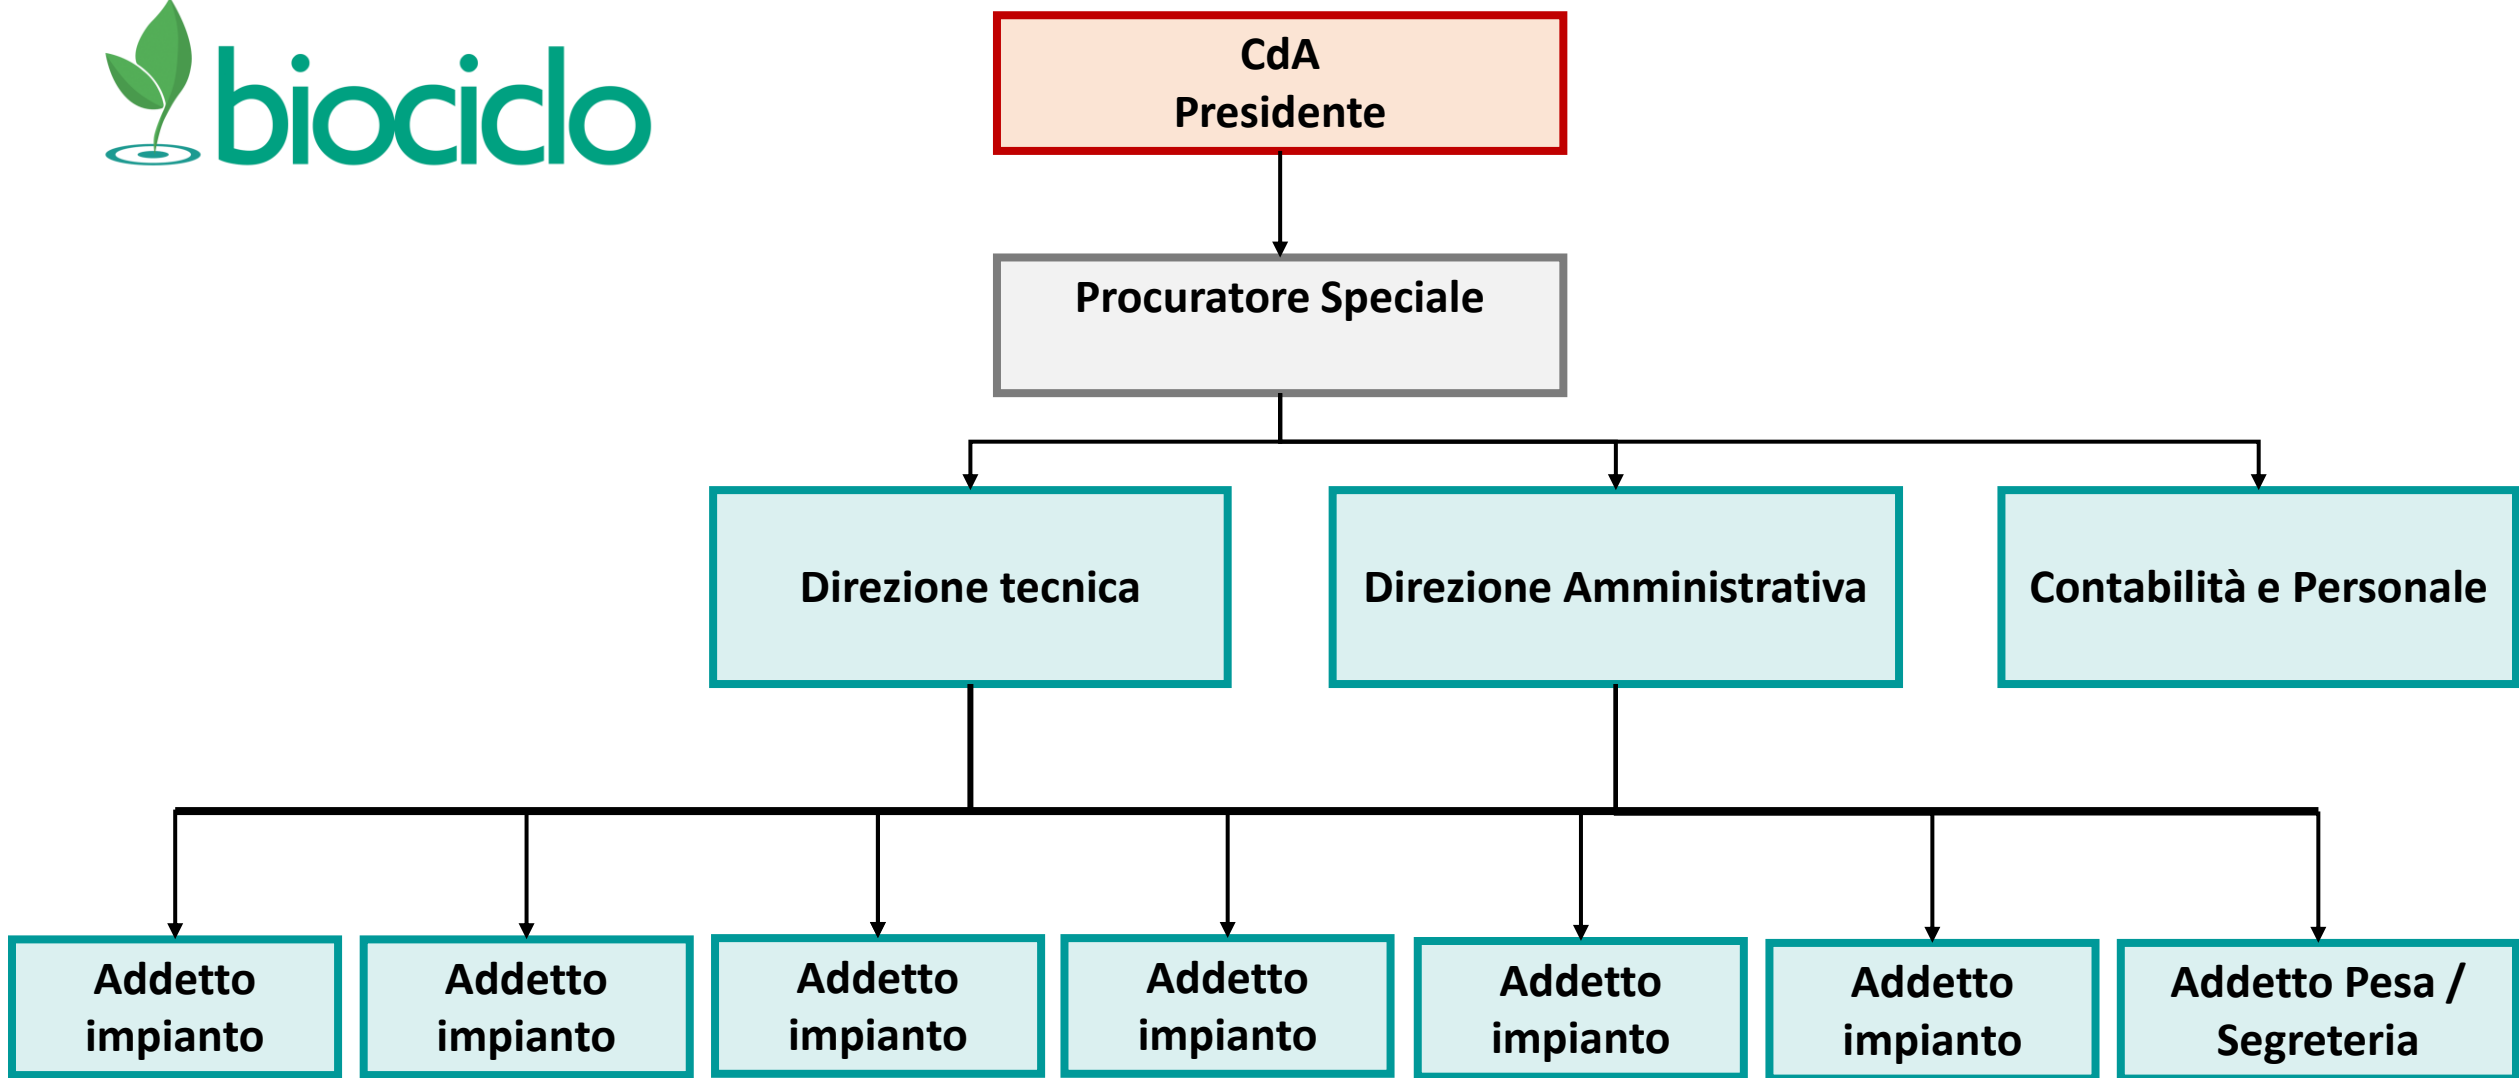 biociclo
CdA
Presidente
Procuratore Speciale
Direzione tecnica
Direzione Amministrativa
Contabilità e Personale
Addetto
impianto
Addetto
impianto
Addetto
impianto
Addetto
impianto
Addetto
impianto
Addetto
impianto
Addetto Pesa /
Segreteria